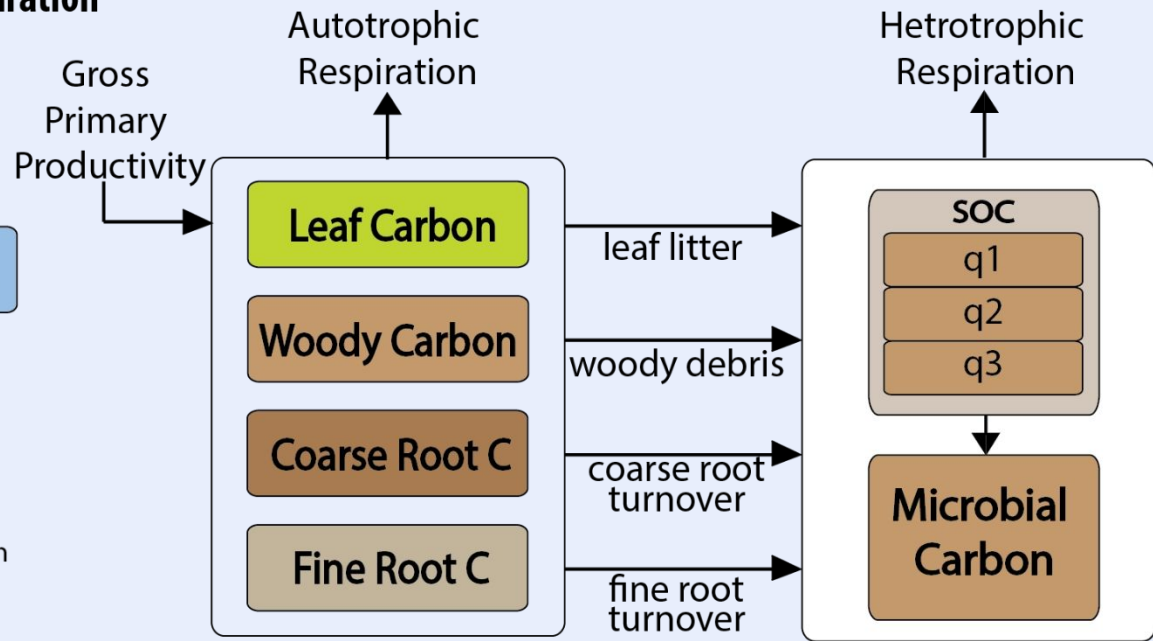 Autotrophic
Respiration
Hetrotrophic
Respiration
Gross
Primary
Productivity
Leaf Carbon
Woody Carbon
Coarse Root C
Fine Root C
leaf litter
woody debris
coarse root
turnover
fine root
turnover
SOC
q1
q2
q3
Microbial
Carbon